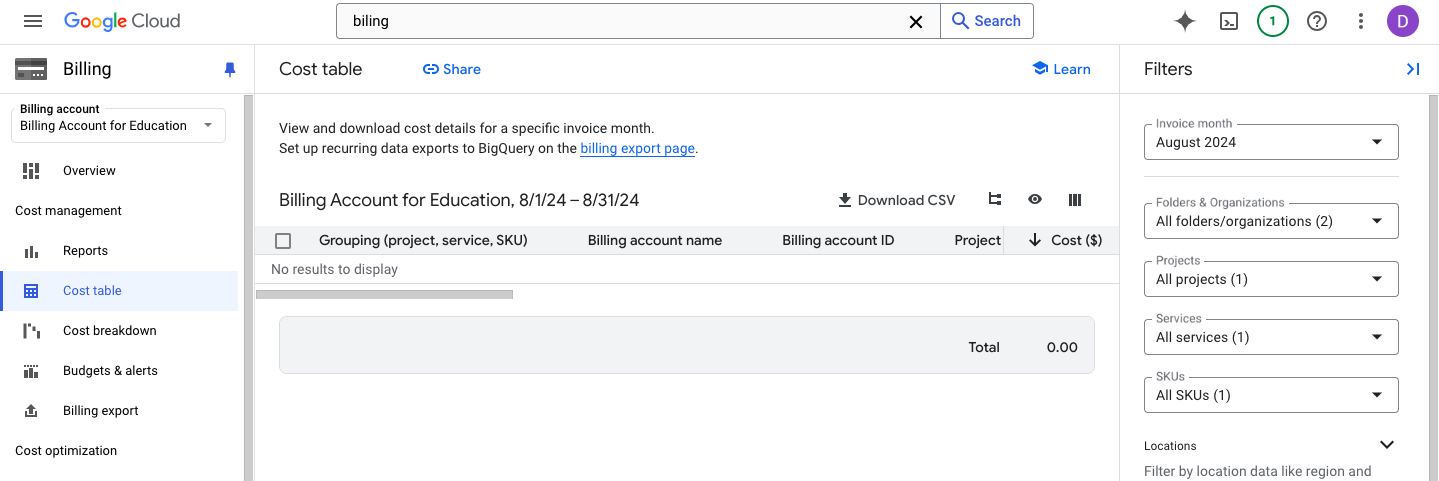 Google Cloud
biling
Search
1
D
Billing
Billing account
Billing Account for Education
Overview
Cost management
Reports
Cost table
Cost breakdown
Budgets & alerts
Billing export
Cost optimization
Cost table
Share
Learn
View and download cost details for a specific invoice month.
Set up recurring data exports to BigQuery on the billing export page.
Billing Account for Education, 8/1/24 – 8/31/24
Download CSV
Grouping (project, service, SKU) Billing account name Billing account ID Project Cost ($)
No results to display
Total 0.00
Filters
Invoice month
August 2024
Folders & Organizations
All folders/organizations (2)
Projects
All projects (1)
Services
All services (1)
SKUs
All SKUs (1)
Locations
Filter by location data like region and